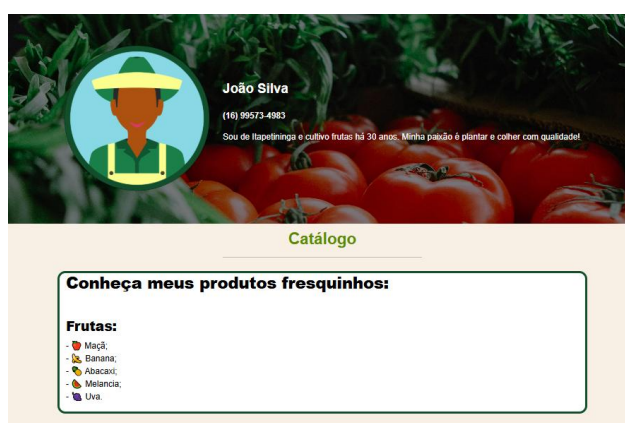 João Silva
(16) 99573-4983
Sou de Itapetininga e cultivo frutas há 30 anos. Minha paixão é plantar e colher com qualidade!
Catálogo
Conheça meus produtos fresquinhos:
Frutas:
- 🍎 Maçã;
- 🍌 Banana;
- 🍍 Abacaxi;
- 🍉 Melancia;
- 🍇 Uva.